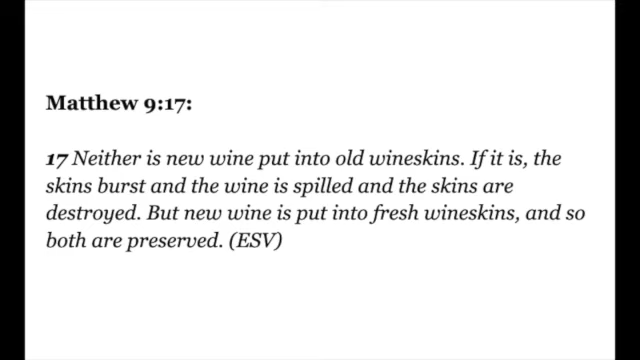 Matthew 9:17:
17 Neither is new wine put into old wineskins. If it is, the
skins burst and the wine is spilled and the skins are
destroyed. But new wine is put into fresh wineskins, and so
both are preserved. (ESV)